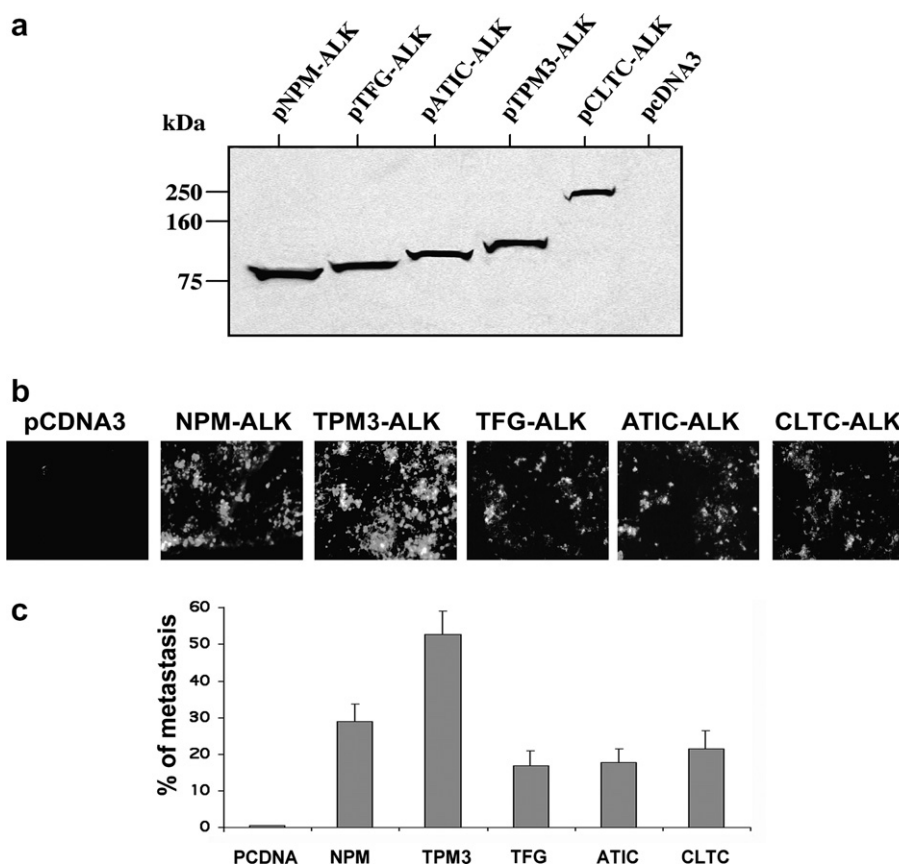 a
pNPM-ALK
pTFG-ALK
pATIC-ALK
pTPM3-ALK
pCLTC-ALK
pcDNA3
kDa
250
160
75
b
pCDNA3 NPM-ALK TPM3-ALK TFG-ALK ATIC-ALK CLTC-ALK
c
% of metastasis
60
50
40
30
20
10
0
PCDNA NPM TPM3 TFG ATIC CLTC